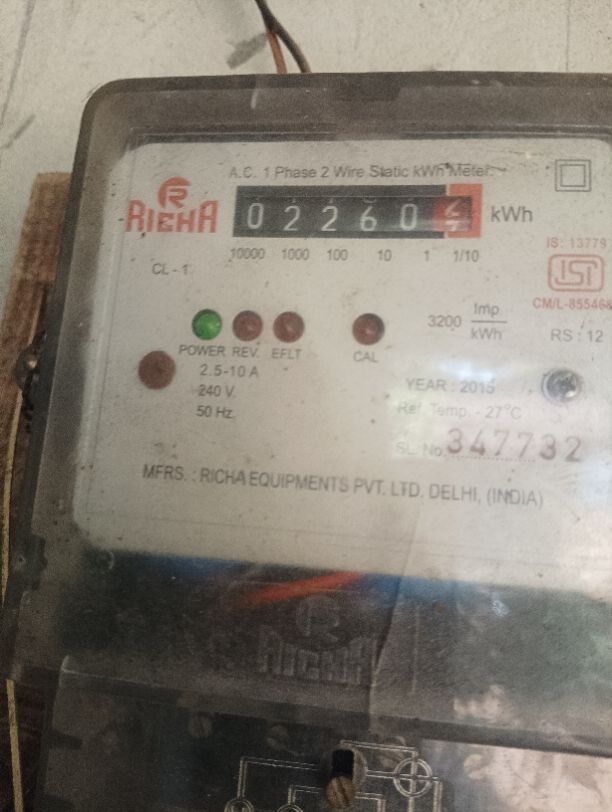 A.C. 1 Phase 2 Wire Static kWh Meter.
RICHA
0 2 2 6 0 kWh
10000 1000 100 10 1 1/10
IS: 13779
ISI
CM/L-855468
CL - 1
3200 Imp/kWh
RS : 12
POWER REV. EFLT CAL
2.5-10 A
240 V.
50 Hz.
YEAR : 2015
Ref. Temp. - 27°C
SL. No. 347732
MFRS. : RICHA EQUIPMENTS PVT. LTD. DELHI, (INDIA)
RICHA